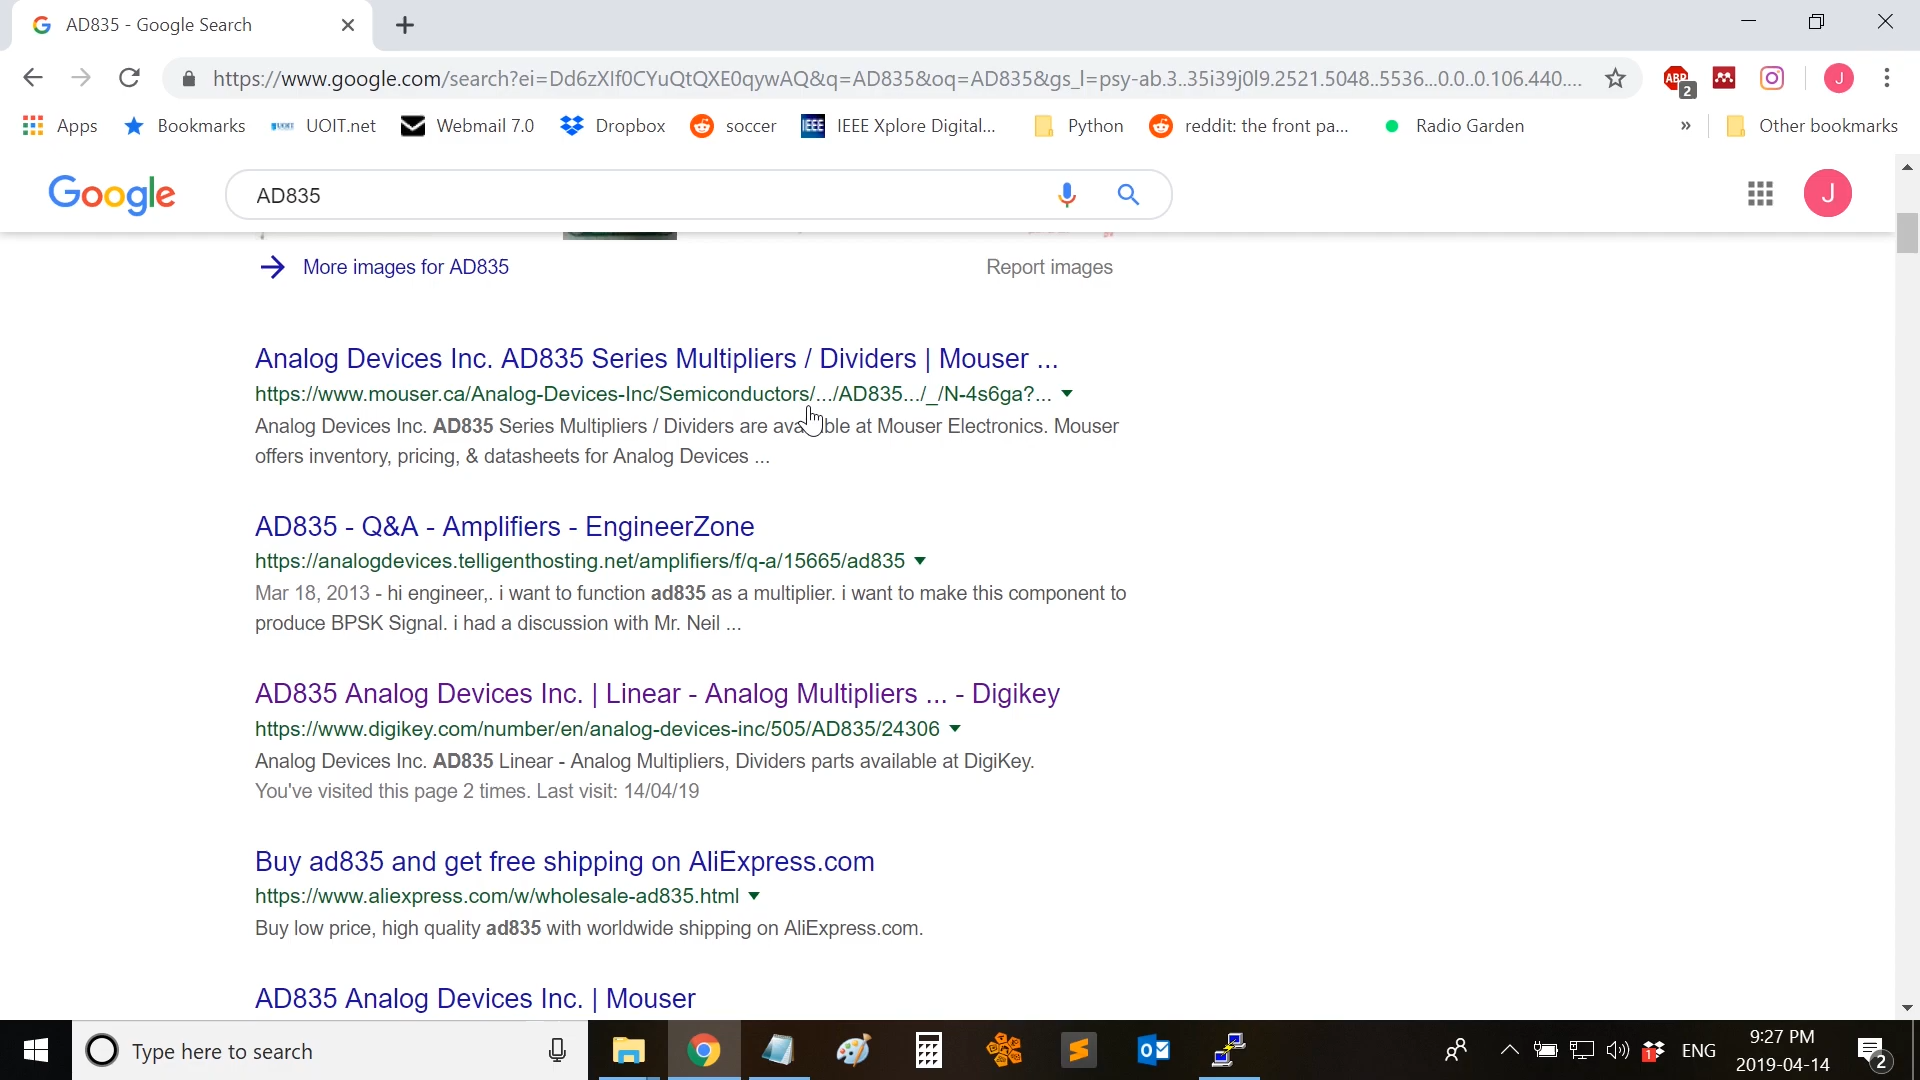 AD835 - Google Search
https://www.google.com/search?ei=Dd6zXIf0CYuQtQXE0qywAQ&q=AD835&oq=AD835&gs_l=psy-ab.3..35i39j0l9.2521.5048..5536...0.0..0.106.440....
ABP 2
Apps Bookmarks UOIT.net Webmail 7.0 Dropbox soccer IEEE IEEE Xplore Digital... Python reddit: the front pa... Radio Garden » Other bookmarks
Google AD835 J
More images for AD835 Report images
Analog Devices Inc. AD835 Series Multipliers / Dividers | Mouser ...
https://www.mouser.ca/Analog-Devices-Inc/Semiconductors/.../AD835.../_/N-4s6ga?...
Analog Devices Inc. AD835 Series Multipliers / Dividers are available at Mouser Electronics. Mouser
offers inventory, pricing, & datasheets for Analog Devices ...
AD835 - Q&A - Amplifiers - EngineerZone
https://analogdevices.telligenthosting.net/amplifiers/f/q-a/15665/ad835
Mar 18, 2013 - hi engineer,. i want to function ad835 as a multiplier. i want to make this component to
produce BPSK Signal. i had a discussion with Mr. Neil ...
AD835 Analog Devices Inc. | Linear - Analog Multipliers ... - Digikey
https://www.digikey.com/number/en/analog-devices-inc/505/AD835/24306
Analog Devices Inc. AD835 Linear - Analog Multipliers, Dividers parts available at DigiKey.
You've visited this page 2 times. Last visit: 14/04/19
Buy ad835 and get free shipping on AliExpress.com
https://www.aliexpress.com/w/wholesale-ad835.html
Buy low price, high quality ad835 with worldwide shipping on AliExpress.com.
AD835 Analog Devices Inc. | Mouser
Type here to search
ENG
9:27 PM
2019-04-14
2